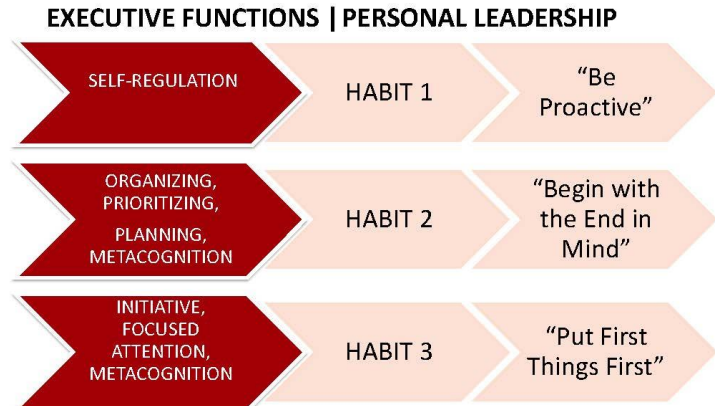 EXECUTIVE FUNCTIONS | PERSONAL LEADERSHIP
SELF-REGULATION
HABIT 1
“Be
Proactive”
ORGANIZING,
PRIORITIZING,
PLANNING,
METACOGNITION
HABIT 2
“Begin with
the End in
Mind”
INITIATIVE,
FOCUSED
ATTENTION,
METACOGNITION
HABIT 3
“Put First
Things First”